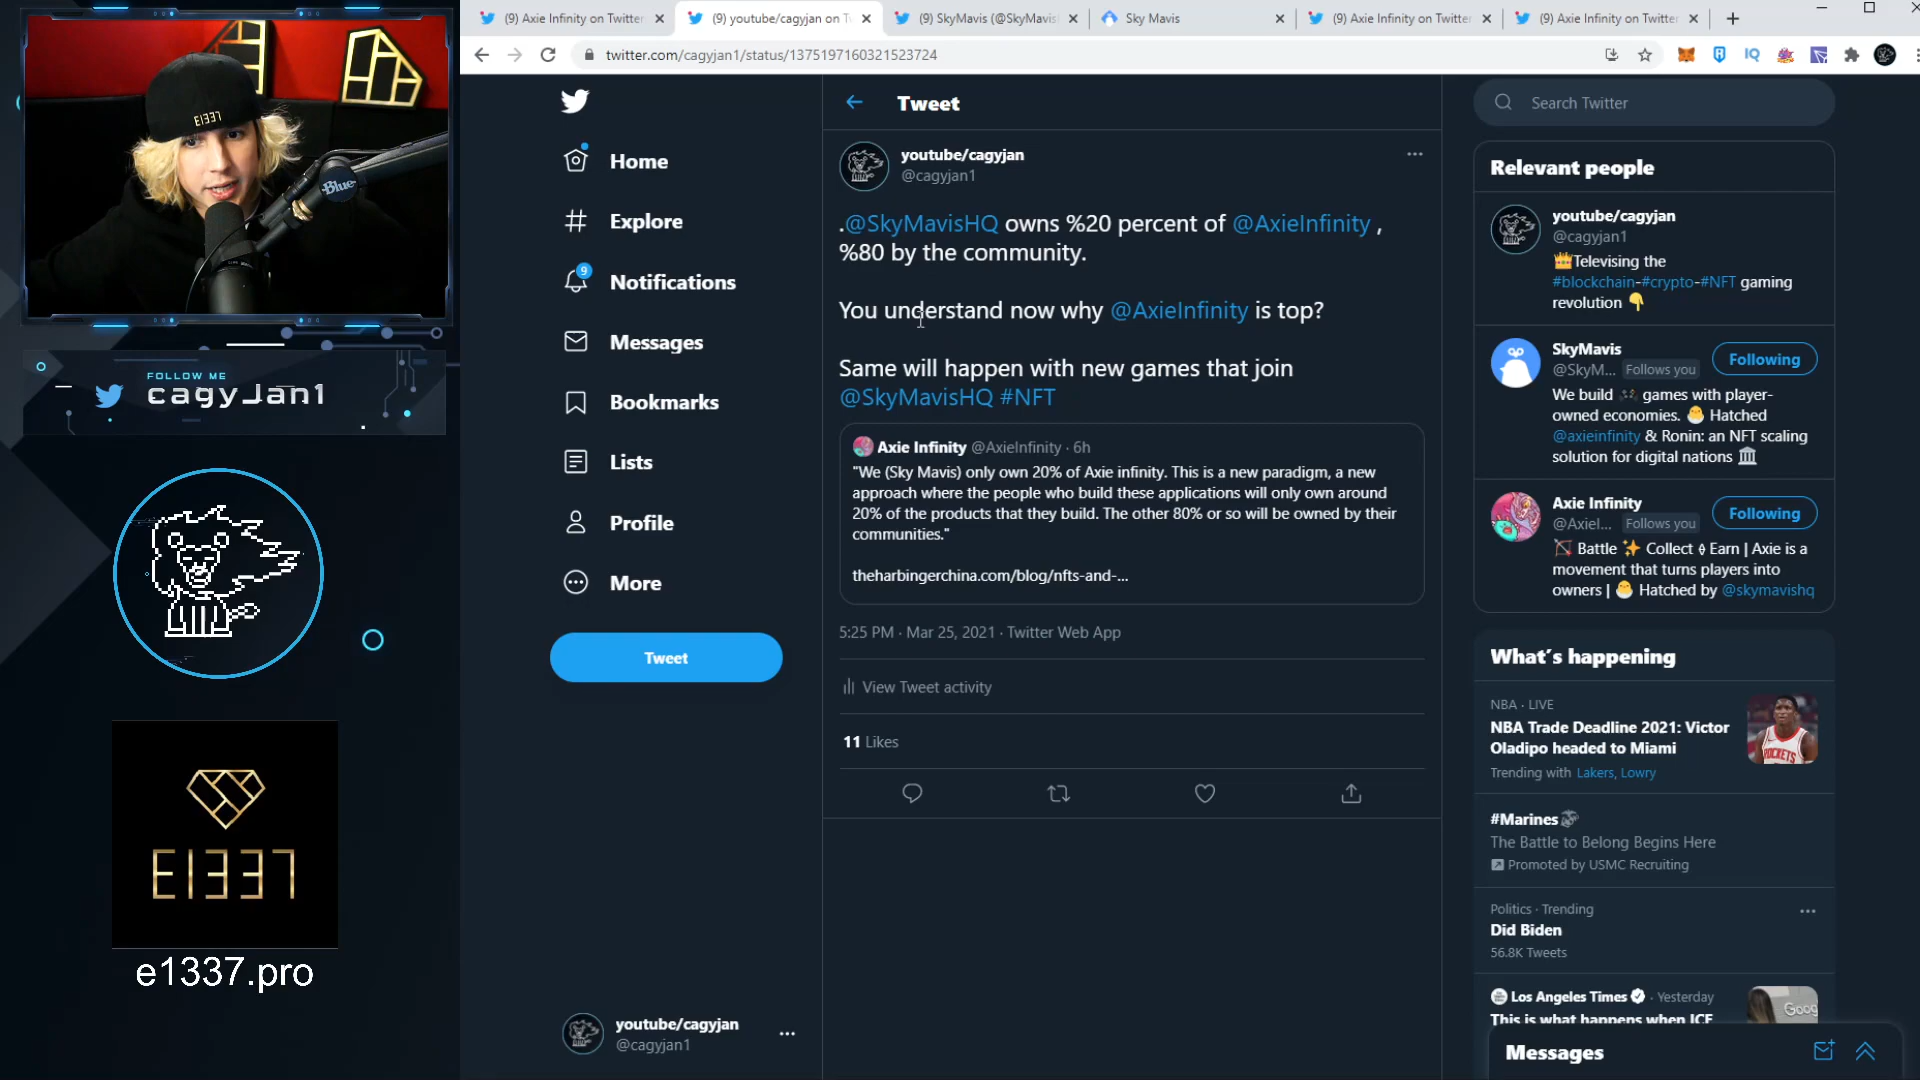 (9) Axie Infinity on Twitter
(9) youtube/cagyjan on T
(9) SkyMavis (@SkyMavis
Sky Mavis
(9) Axie Infinity on Twitter
(9) Axie Infinity on Twitter
twitter.com/cagyjan1/status/1375197160321523724
E1337
Blue
FOLLOW ME
cagyJan1
E1337
e1337.pro
Home
Explore
9
Notifications
Messages
Bookmarks
Lists
Profile
More
Tweet
youtube/cagyjan
@cagyjan1
Tweet
youtube/cagyjan
@cagyjan1
.@SkyMavisHQ owns %20 percent of @AxieInfinity ,
%80 by the community.
You understand now why @AxieInfinity is top?
Same will happen with new games that join
@SkyMavisHQ #NFT
Axie Infinity @AxieInfinity · 6h
"We (Sky Mavis) only own 20% of Axie infinity. This is a new paradigm, a new
approach where the people who build these applications will only own around
20% of the products that they build. The other 80% or so will be owned by their
communities."
theharbingerchina.com/blog/nfts-and-...
5:25 PM · Mar 25, 2021 · Twitter Web App
View Tweet activity
11 Likes
Search Twitter
Relevant people
youtube/cagyjan
@cagyjan1
👑Televising the
#blockchain-#crypto-#NFT gaming
revolution 👇
SkyMavis
@SkyM... Follows you
Following
We build 🎮 games with player-
owned economies. 🐣 Hatched
@axieinfinity & Ronin: an NFT scaling
solution for digital nations 🏛
Axie Infinity
@AxieI... Follows you
Following
🏹 Battle ✨ Collect ⚱ Earn | Axie is a
movement that turns players into
owners | 🐣 Hatched by @skymavishq
What's happening
NBA · LIVE
NBA Trade Deadline 2021: Victor
Oladipo headed to Miami
Trending with Lakers, Lowry
ROCKETS
#Marines
The Battle to Belong Begins Here
Promoted by USMC Recruiting
Politics · Trending
Did Biden
56.8K Tweets
Los Angeles Times · Yesterday
This is what happens when ICE
Goog
Messages